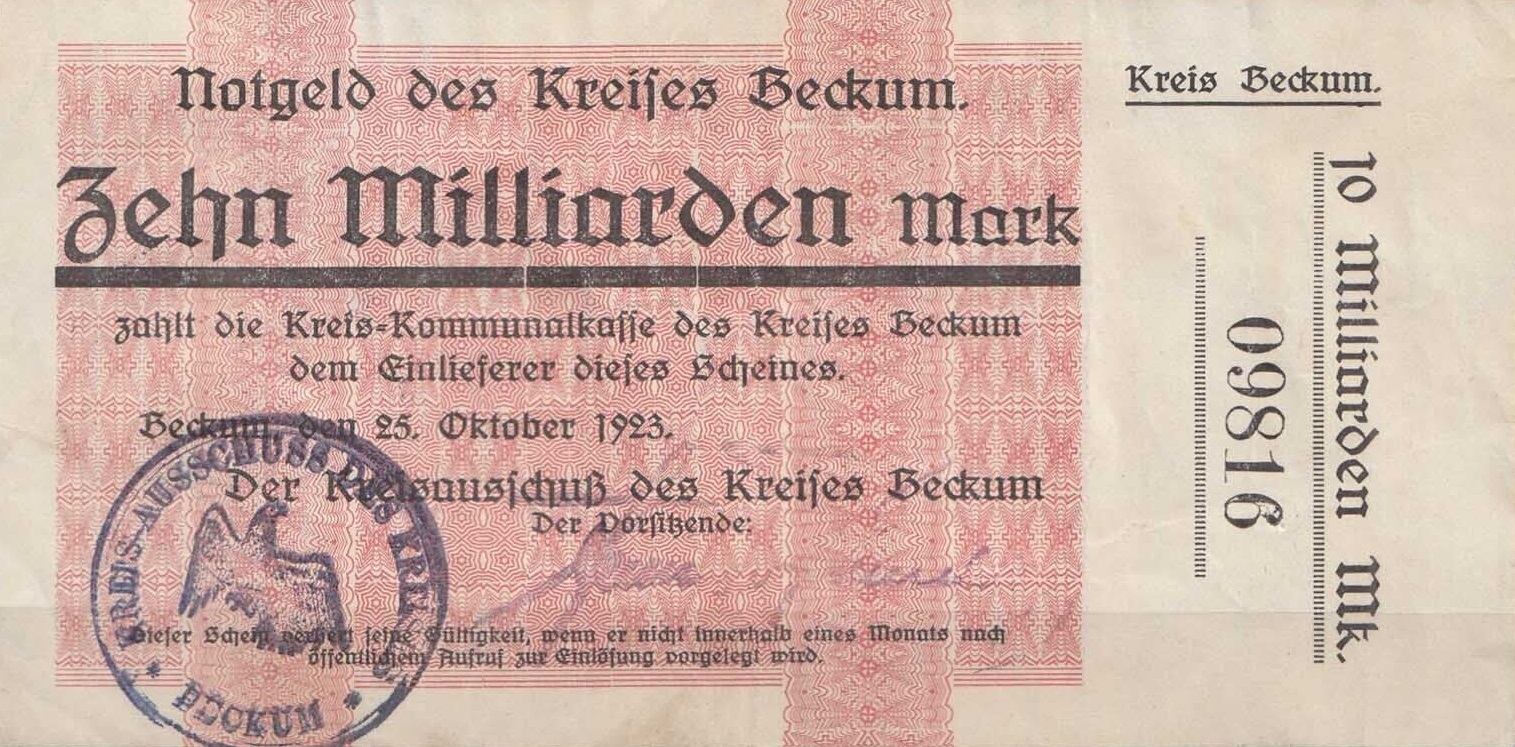 Notgeld des Kreiſes Beckum.
Zehn Milliarden Mark
zahlt die Kreis-Kommunalkaſſe des Kreiſes Beckum
dem Einlieferer dieſes Scheines.
Beckum, den 25. Oktober 1923.
Der Kreisausſchuß des Kreiſes Beckum
Der Vorſitzende:
Dieſer Schein verliert ſeine Gültigkeit, wenn er nicht innerhalb eines Monats nach
öffentlichem Aufruf zur Einlöſung vorgelegt wird.
KREIS-AUSSCHUSS DES KREISES
* BECKUM *
Kreis Beckum.
10 Milliarden Mk.
09816